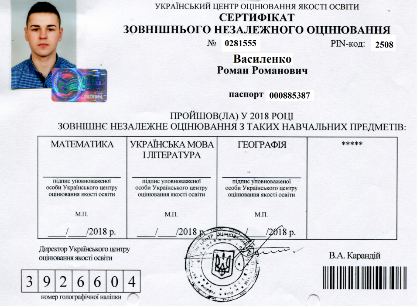 УКРАЇНСЬКИЙ ЦЕНТР ОЦІНЮВАННЯ ЯКОСТІ ОСВІТИ
СЕРТИФІКАТ
ЗОВНІШНЬОГО НЕЗАЛЕЖНОГО ОЦІНЮВАННЯ
№ 0281555 PIN-код: 2508
Василенко
Роман Романович
паспорт 000885387
ПРОЙШОВ(ЛА) У 2018 РОЦІ
ЗОВНІШНЄ НЕЗАЛЕЖНЕ ОЦІНЮВАННЯ З ТАКИХ НАВЧАЛЬНИХ ПРЕДМЕТІВ:
МАТЕМАТИКА
підпис уповноваженої
особи Українського центру
оцінювання якості освіти
М.П.
___/___/2018 р.
УКРАЇНСЬКА МОВА
І ЛІТЕРАТУРА
підпис уповноваженої
особи Українського центру
оцінювання якості освіти
М.П.
___/___/2018 р.
ГЕОГРАФІЯ
підпис уповноваженої
особи Українського центру
оцінювання якості освіти
М.П.
___/___/2018 р.
*****
Директор Українського центру
оцінювання якості освіти
В.А. Карандій
3926604
номер голографічної наліпки